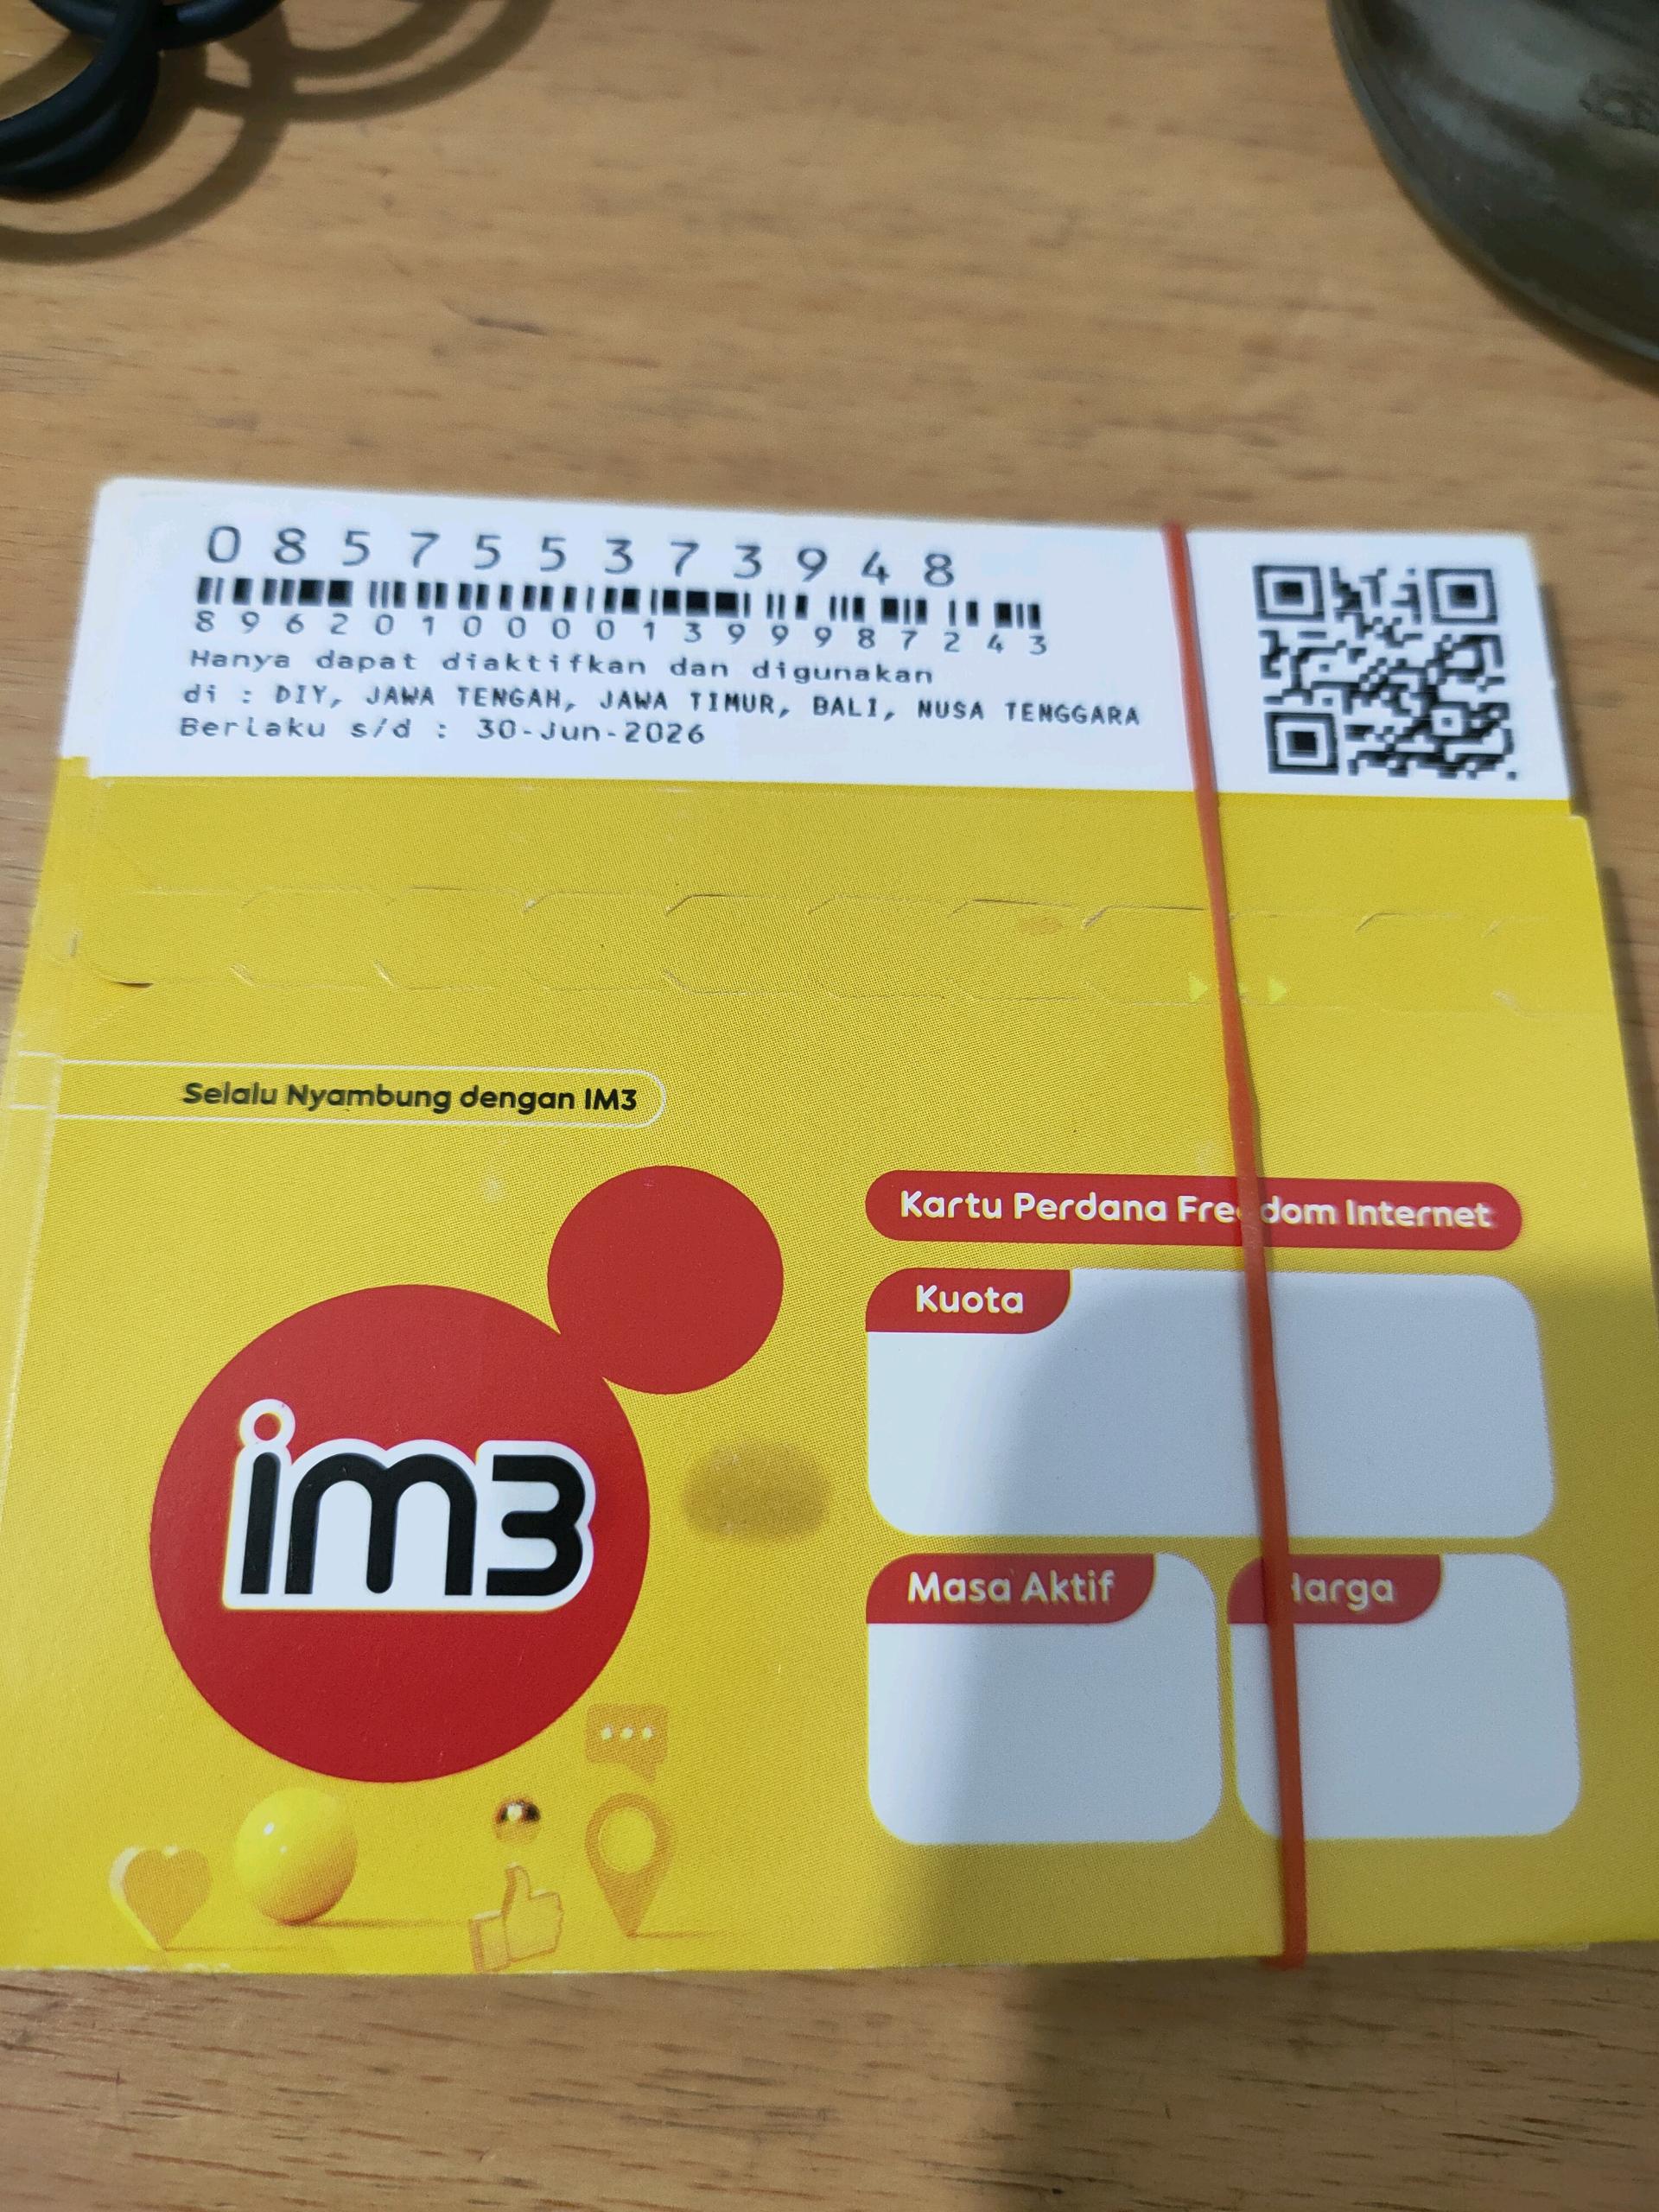 0 8 5 7 5 5 3 7 3 9 4 8
8 9 6 2 0 1 0 0 0 0 1 3 9 9 9 8 7 2 4 3
Hanya dapat diaktifkan dan digunakan
di : DIY, JAWA TENGAH, JAWA TIMUR, BALI, NUSA TENGGARA
Berlaku s/d : 30-Jun-2026
Selalu Nyambung dengan IM3
Kartu Perdana Freedom Internet
Kuota
im3
Masa Aktif
Harga